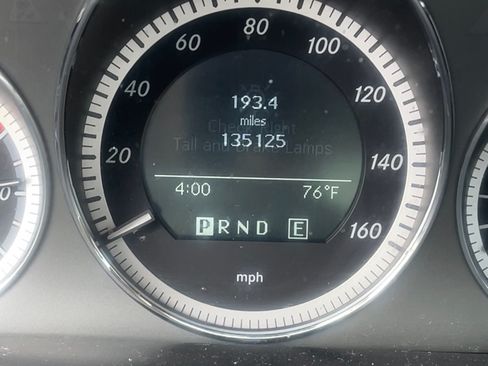 80 100
60 120
40 140
20 160
193.4
miles
135125
Tail and Brake Lamps
4:00 76°F
P R N D E
mph